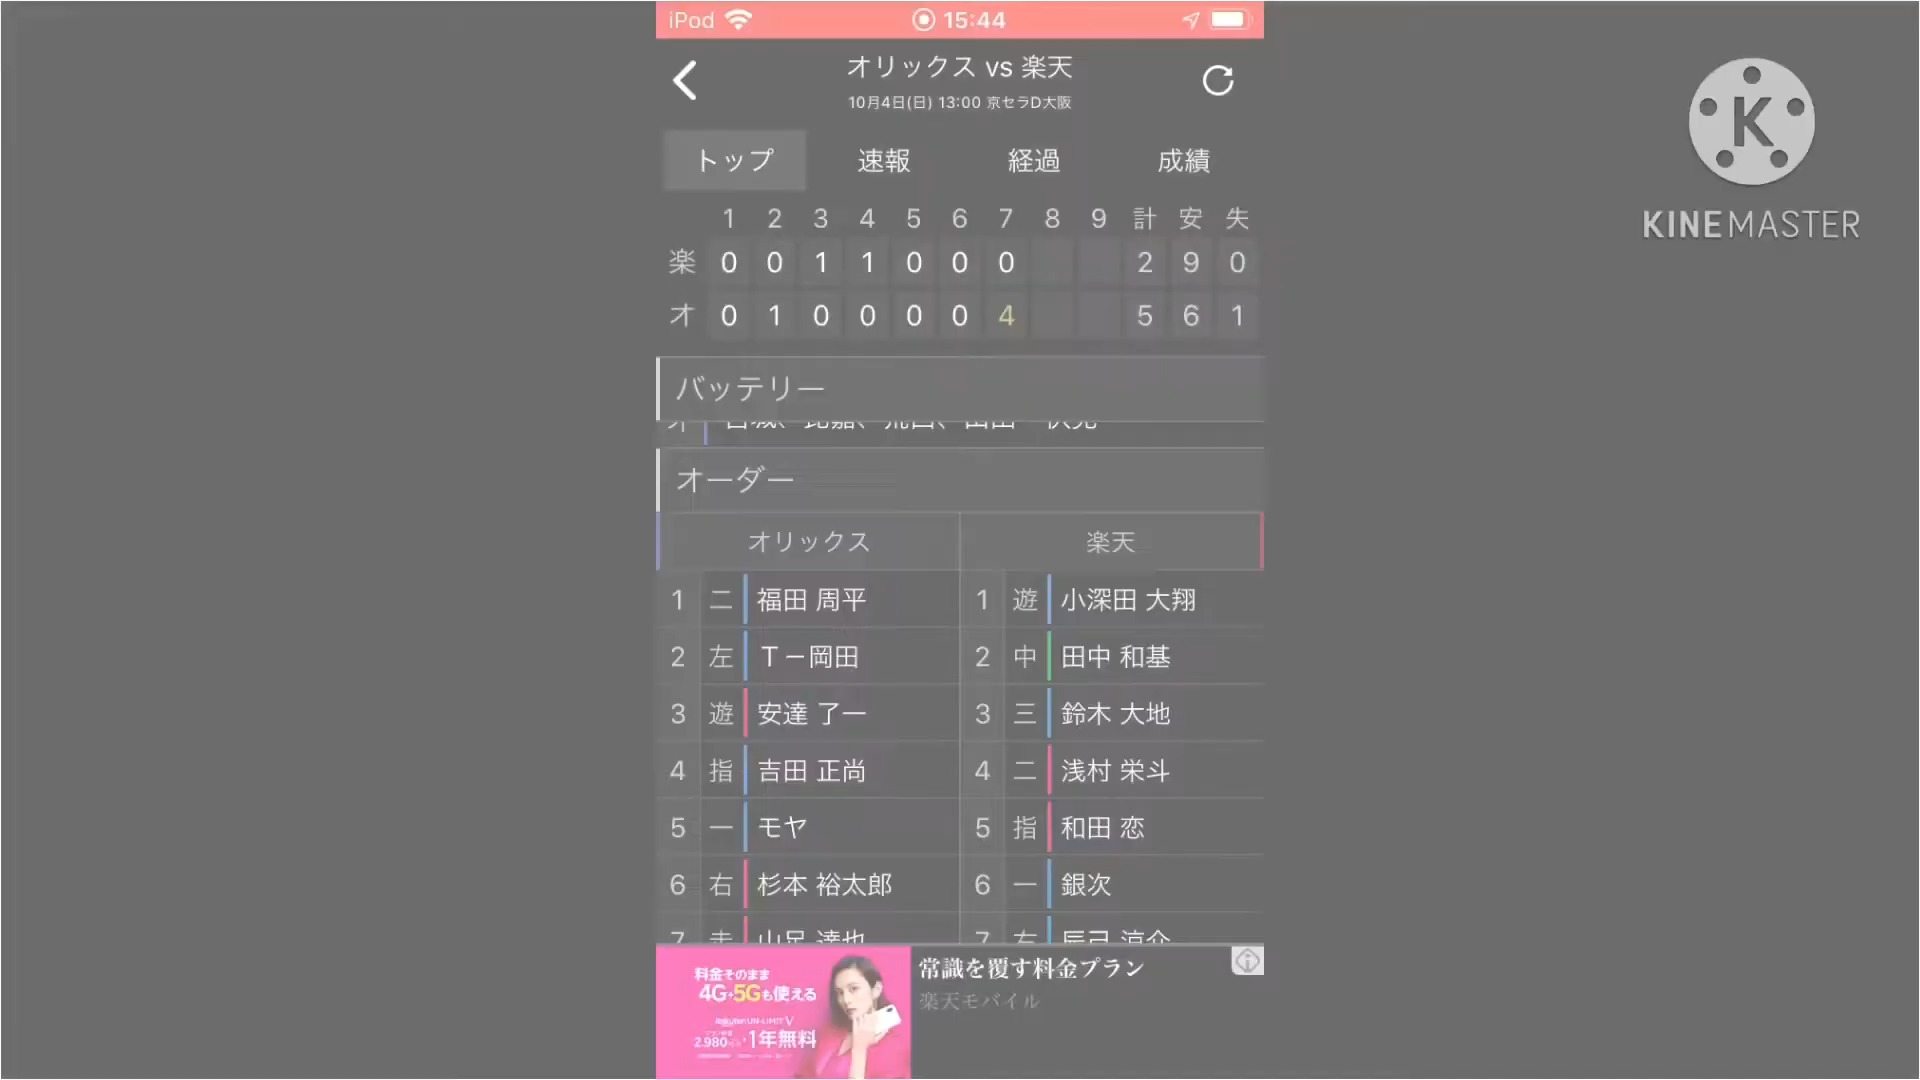 iPod 15:44
オリックス vs 楽天
10月4日(日) 13:00 京セラD大阪
トップ 速報 経過 成績
1 2 3 4 5 6 7 8 9 計 安 失
楽 0 0 1 1 0 0 0 2 9 0
オ 0 1 0 0 0 0 4 5 6 1
バッテリー
オーダー
オリックス 楽天
1 二 福田 周平 1 遊 小深田 大翔
2 左 T－岡田 2 中 田中 和基
3 遊 安達 了一 3 三 鈴木 大地
4 指 吉田 正尚 4 二 浅村 栄斗
5 一 モヤ 5 指 和田 恋
6 右 杉本 裕太郎 6 一 銀次
料金そのまま
4G+5Gも使える
Rakuten UN-LIMIT V
1年無料
常識を覆す料金プラン
楽天モバイル
K
KINEMASTER